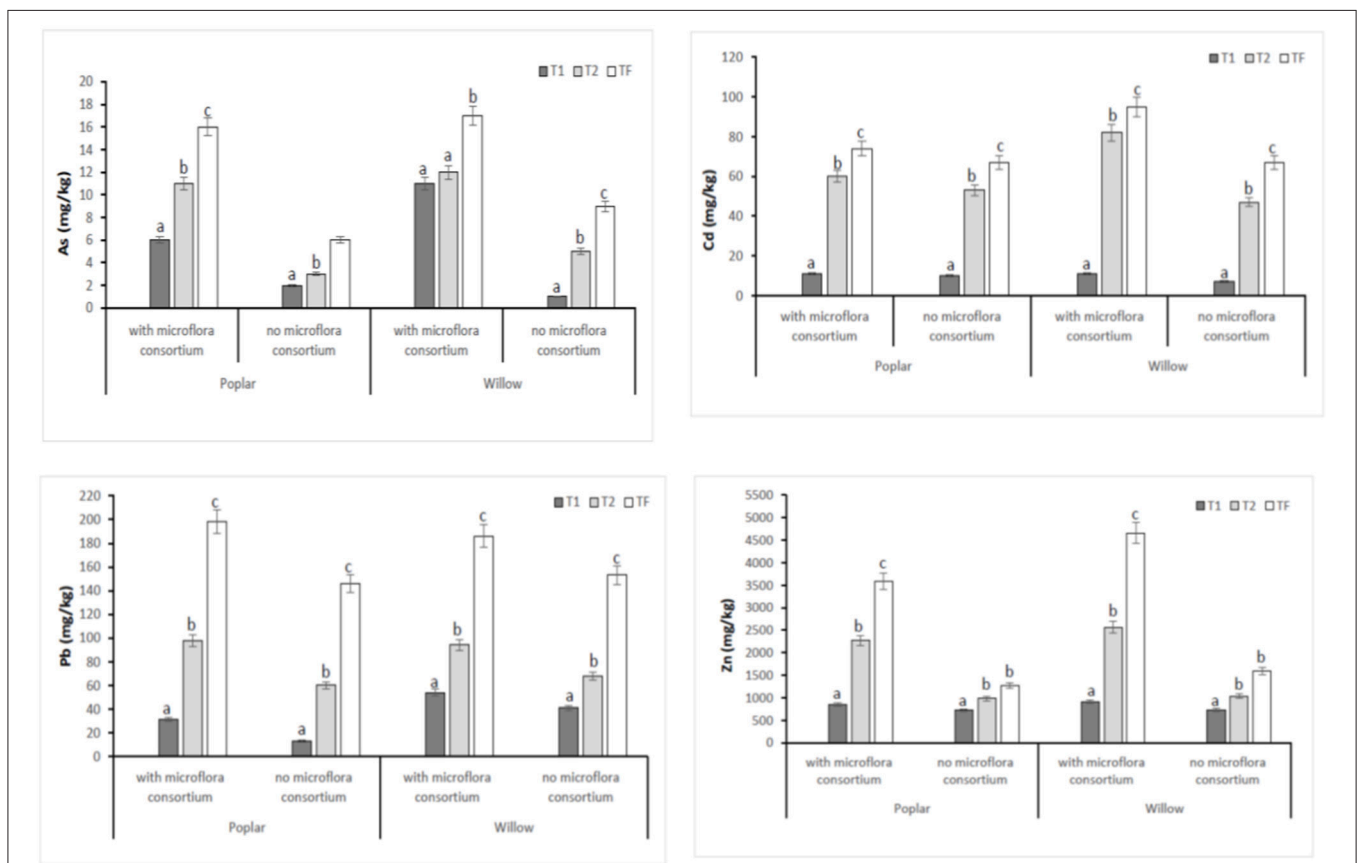 T1 T2 TF
As (mg/kg)
20
18
16
14
12
10
8
6
4
2
0
a b c
a b
a a b
a b c
with microflora consortium
no microflora consortium
with microflora consortium
no microflora consortium
Poplar
Willow
T1 T2 TF
Cd (mg/kg)
120
100
80
60
40
20
0
a b c
a b c
a b c
a b c
with microflora consortium
no microflora consortium
with microflora consortium
no microflora consortium
Poplar
Willow
T1 T2 TF
Pb (mg/kg)
220
200
180
160
140
120
100
80
60
40
20
0
a b c
a b c
a b c
a b c
with microflora consortium
no microflora consortium
with microflora consortium
no microflora consortium
Poplar
Willow
T1 T2 TF
Zn (mg/kg)
5500
5000
4500
4000
3500
3000
2500
2000
1500
1000
500
0
a b c
a b b
a b c
a b b
with microflora consortium
no microflora consortium
with microflora consortium
no microflora consortium
Poplar
Willow